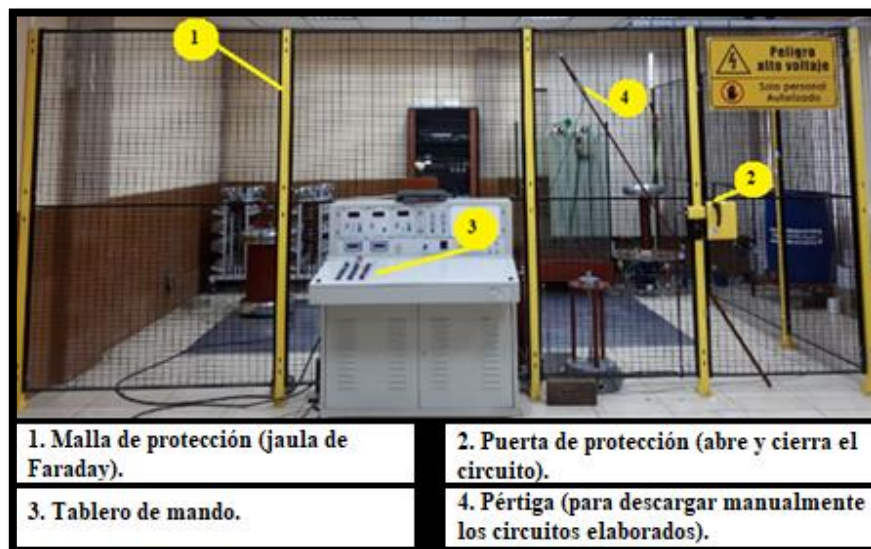 1
Peligro
alto voltaje
Solo personal
Autorizado
4
2
3
1. Malla de protección (jaula de
Faraday).
2. Puerta de protección (abre y cierra el
circuito).
3. Tablero de mando.
4. Pértiga (para descargar manualmente
los circuitos elaborados).